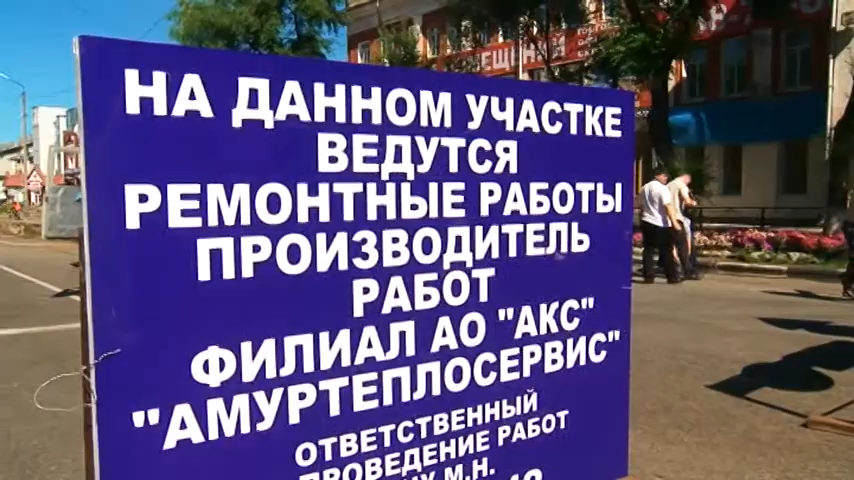 НА ДАННОМ УЧАСТКЕ
ВЕДУТСЯ
РЕМОНТНЫЕ РАБОТЫ
ПРОИЗВОДИТЕЛЬ
РАБОТ
ФИЛИАЛ АО "АКС"
"АМУРТЕПЛОСЕРВИС"
ОТВЕТСТВЕННЫЙ
ПРОВЕДЕНИЕ РАБОТ
М.Н.